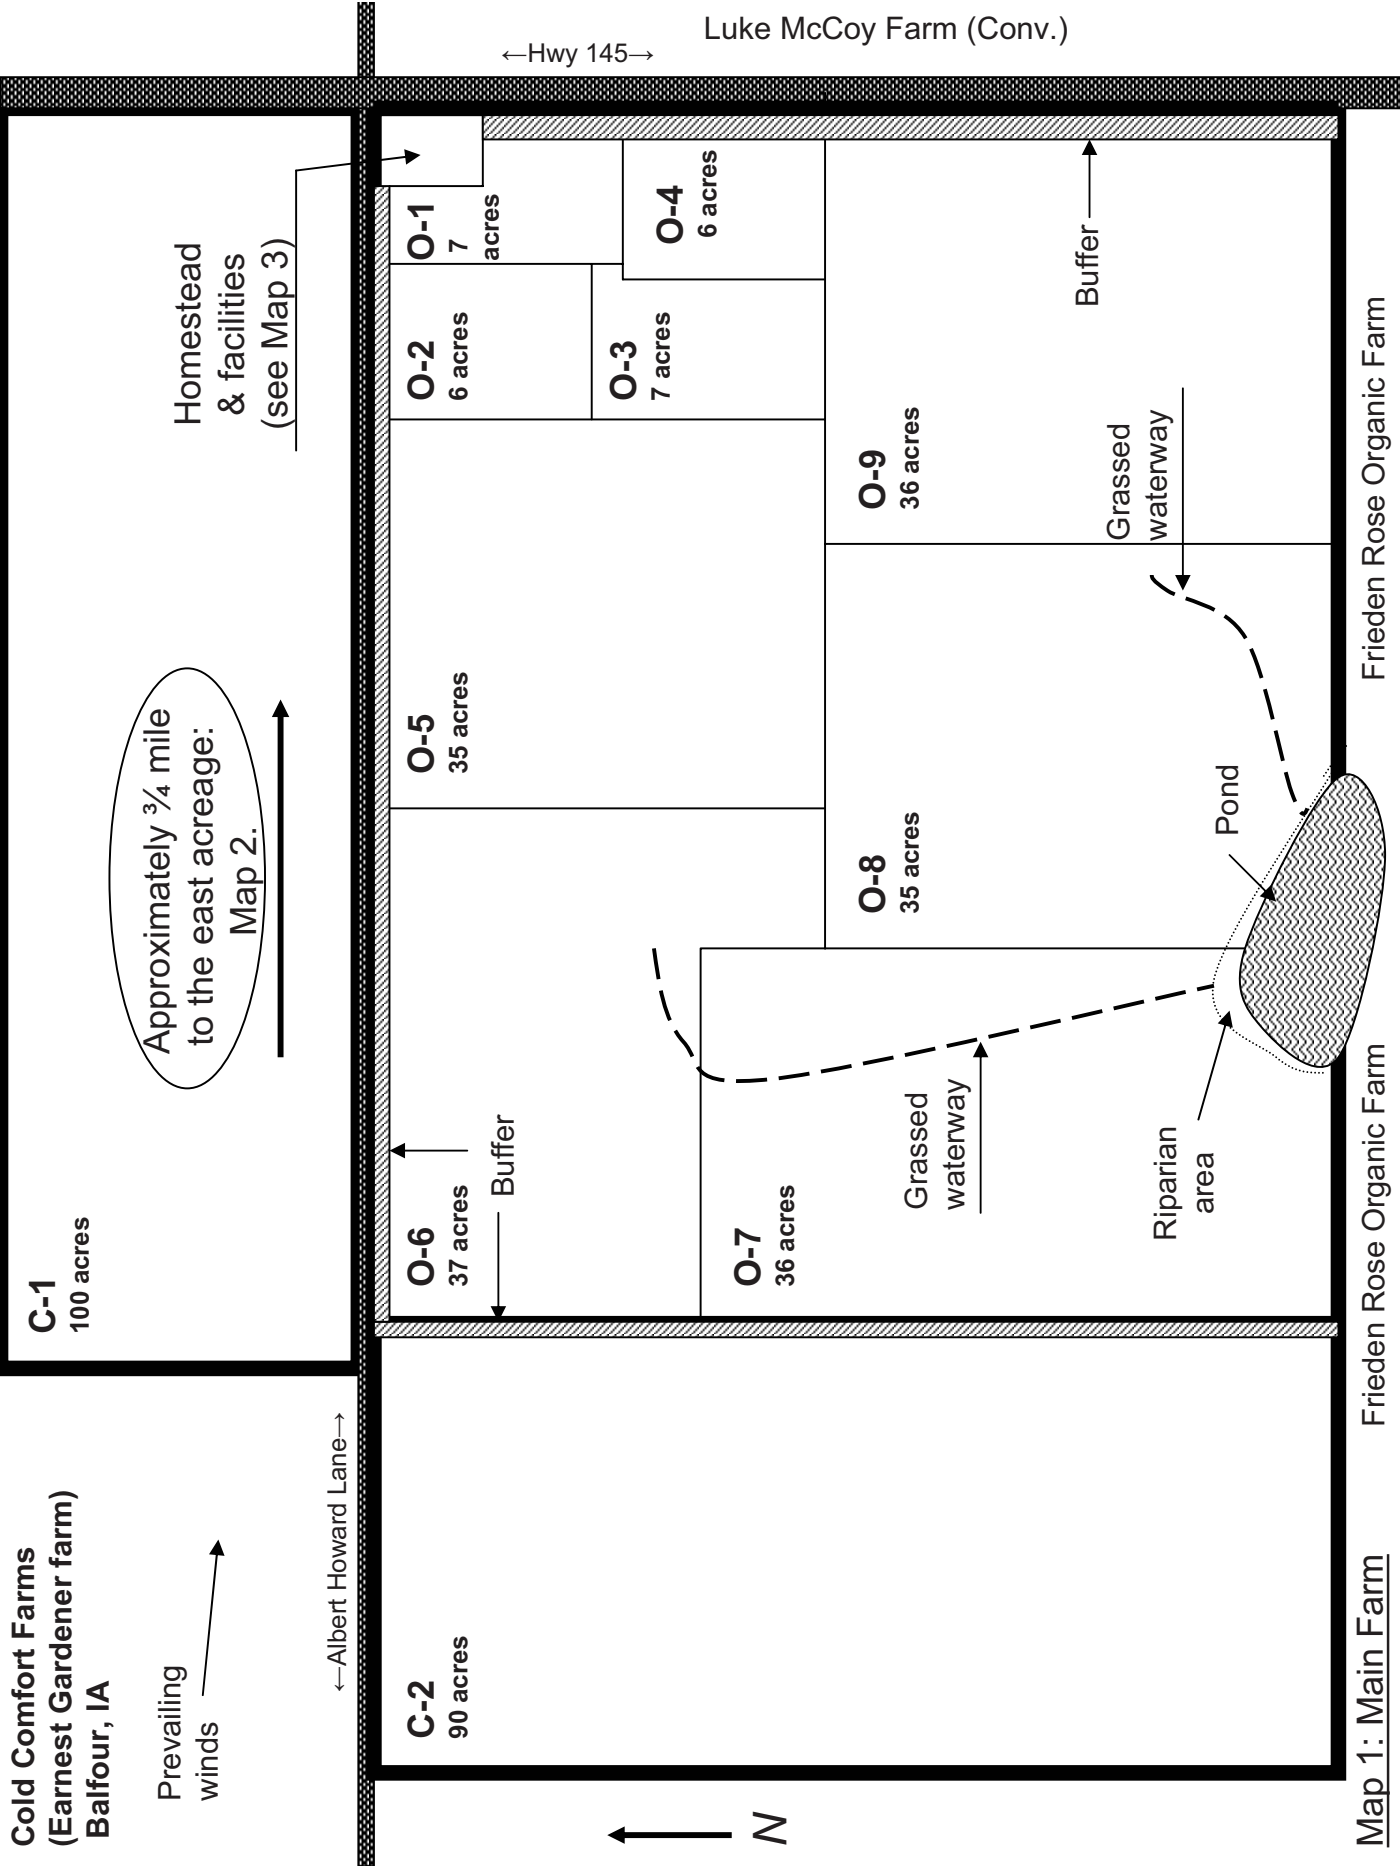 Cold Comfort Farms
(Earnest Gardener farm)
Balfour, IA
Prevailing
winds
C-1
100 acres
Approximately ¾ mile
to the east acreage:
Map 2.
Homestead
& facilities
(see Map 3)
←Albert Howard Lane→
←Hwy 145→
Luke McCoy Farm (Conv.)
C-2
90 acres
O-6
37 acres
Buffer
O-5
35 acres
O-2
6 acres
O-1
7
acres
O-3
7 acres
O-4
6 acres
O-7
36 acres
Grassed
waterway
O-8
35 acres
O-9
36 acres
Buffer
Grassed
waterway
Riparian
area
Pond
N
Map 1: Main Farm
Frieden Rose Organic Farm
Frieden Rose Organic Farm